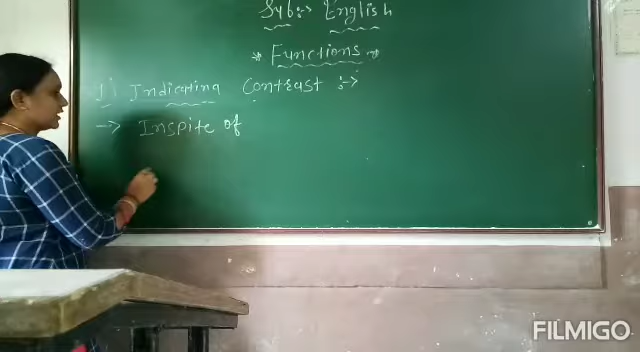 Sub:-> English
* Functions *
1) Indicating Contrast :->
-> Inspite of
FILMIGO